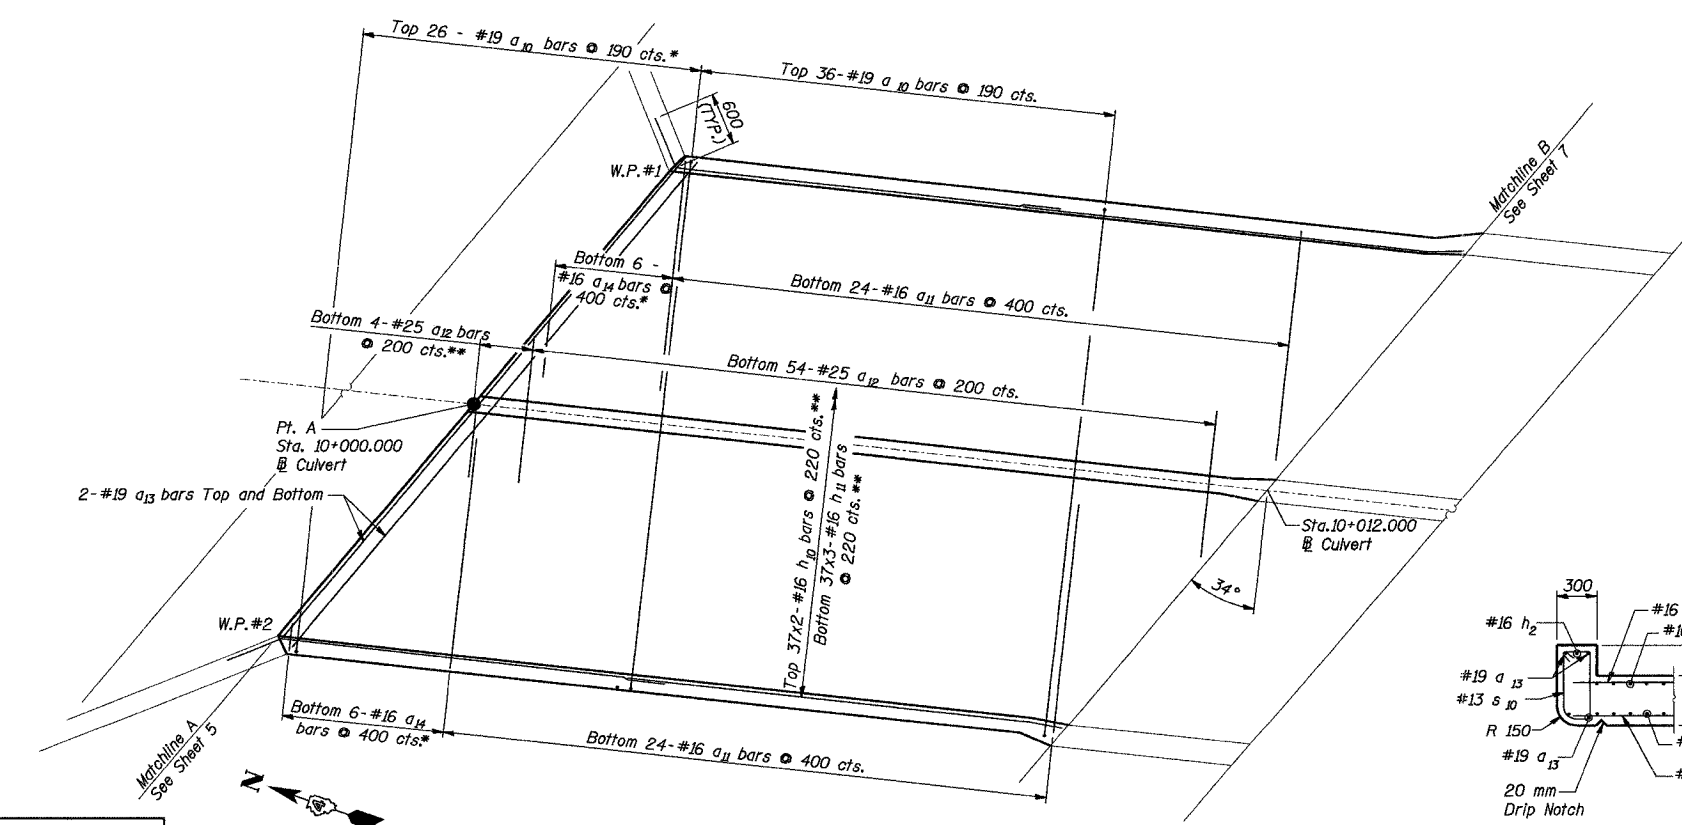 Top 26 - #19 a10 bars @ 190 cts.*
Top 36-#19 a10 bars @ 190 cts.
600
(TYP.)
W.P.#1
Matchline B
See Sheet 7
Bottom 6 -
#16 a14 bars @
400 cts.*
Bottom 24-#16 a11 bars @ 400 cts.
Bottom 4-#25 a12 bars
@ 200 cts.**
Bottom 54-#25 a12 bars @ 200 cts.
Pt. A
Sta. 10+000.000
℄ Culvert
2-#19 a13 bars Top and Bottom
Top 37x2-#16 h10 bars @ 220 cts.**
Bottom 37x3-#16 h11 bars
@ 220 cts.**
Sta.10+012.000
℄ Culvert
34°
W.P.#2
Bottom 6-#16 a14
bars @ 400 cts.*
Bottom 24-#16 a11 bars @ 400 cts.
Matchline A
See Sheet 5
N
300
#16 h2
#16
#19 a13
#13 s10
R 150
#19 a13
20 mm
Drip Notch